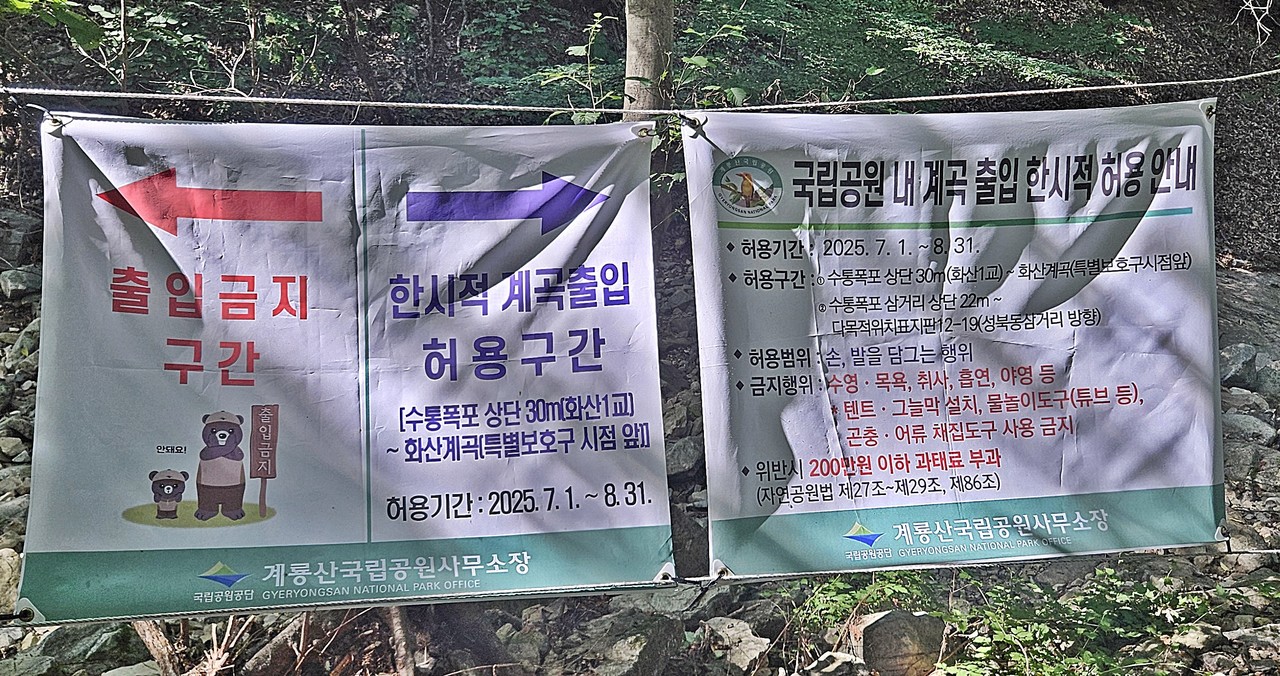 출입금지
구간
안돼요!
출입금지
국립공원공단
계룡산국립공원사무소장
GYERYONGSAN NATIONAL PARK OFFICE
한시적 계곡출입
허용구간
[수통폭포 상단 30m(화산1교)
~ 화산계곡(특별보호구 시점 앞)]
허용기간 : 2025. 7. 1. ~ 8. 31.
계룡산국립공원
GYERYONGSAN NATIONAL PARK
국립공원 내 계곡 출입 한시적 허용 안내
◆ 허용기간 : 2025. 7. 1. ~ 8. 31.
◆ 허용구간 : ① 수통폭포 상단 30m(화산1교) ~ 화산계곡(특별보호구시점앞)
② 수통폭포 삼거리 상단 22m ~
다목적위치표지판12-19(성북동삼거리 방향)
◆ 허용범위 : 손, 발을 담그는 행위
◆ 금지행위 : 수영 · 목욕, 취사, 흡연, 야영 등
* 텐트 · 그늘막 설치, 물놀이도구(튜브 등),
곤충 · 어류 채집도구 사용 금지
◆ 위반시 200만원 이하 과태료 부과
(자연공원법 제27조~제29조, 제86조)
국립공원공단
계룡산국립공원사무소장
GYERYONGSAN NATIONAL PARK OFFICE